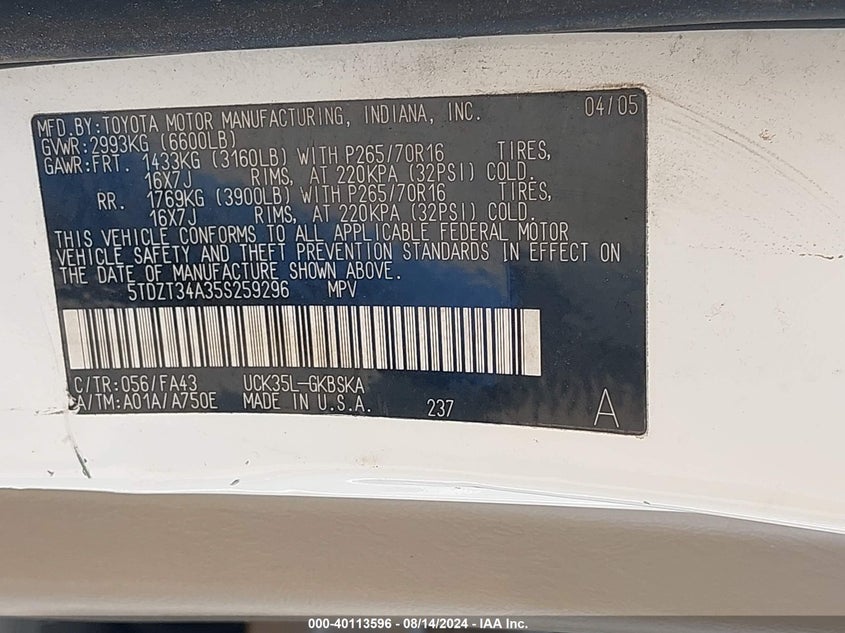 MFD.BY:TOYOTA MOTOR MANUFACTURING, INDIANA, INC. 04/05
GVWR:2993KG (6600LB)
GAWR:FRT. 1433KG (3160LB) WITH P265/70R16 TIRES,
16X7J RIMS, AT 220KPA (32PSI) COLD.
RR. 1769KG (3900LB) WITH P265/70R16 TIRES,
16X7J RIMS, AT 220KPA (32PSI) COLD.
THIS VEHICLE CONFORMS TO ALL APPLICABLE FEDERAL MOTOR
VEHICLE SAFETY AND THEFT PREVENTION STANDARDS IN EFFECT ON
THE DATE OF MANUFACTURE SHOWN ABOVE.
5TDZT34A35S259296 MPV
C/TR:056/FA43 UCK35L-GKBSKA
A/TM:A01A/A750E MADE IN U.S.A. 237 A
000-40113596 - 08/14/2024 - IAA Inc.